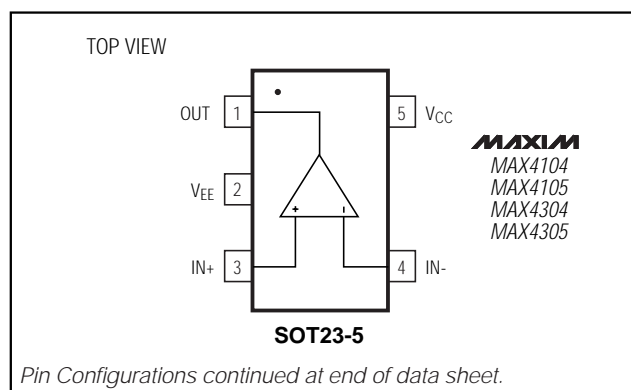 TOP VIEW
OUT 1
5 VCC
VEE 2
IN+ 3
4 IN-
+ -
MAXIM
MAX4104
MAX4105
MAX4304
MAX4305
SOT23-5
Pin Configurations continued at end of data sheet.